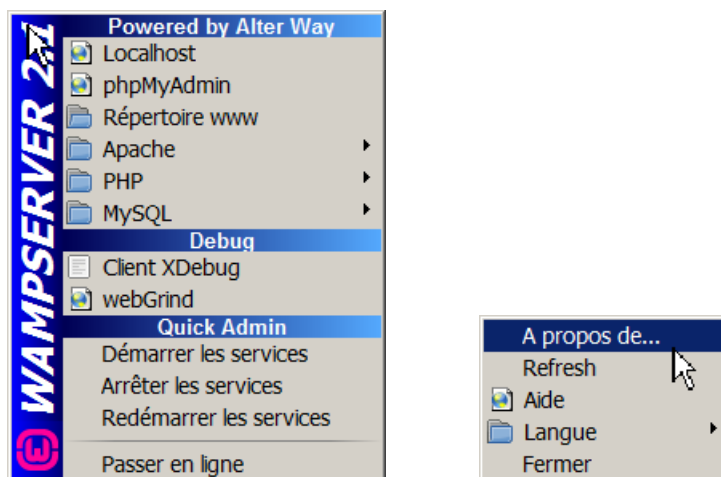 WAMPSERVER 2.1
Powered by Alter Way
Localhost
phpMyAdmin
Répertoire www
Apache
PHP
MySQL
Debug
Client XDebug
webGrind
Quick Admin
Démarrer les services
Arrêter les services
Redémarrer les services
Passer en ligne
A propos de...
Refresh
Aide
Langue
Fermer